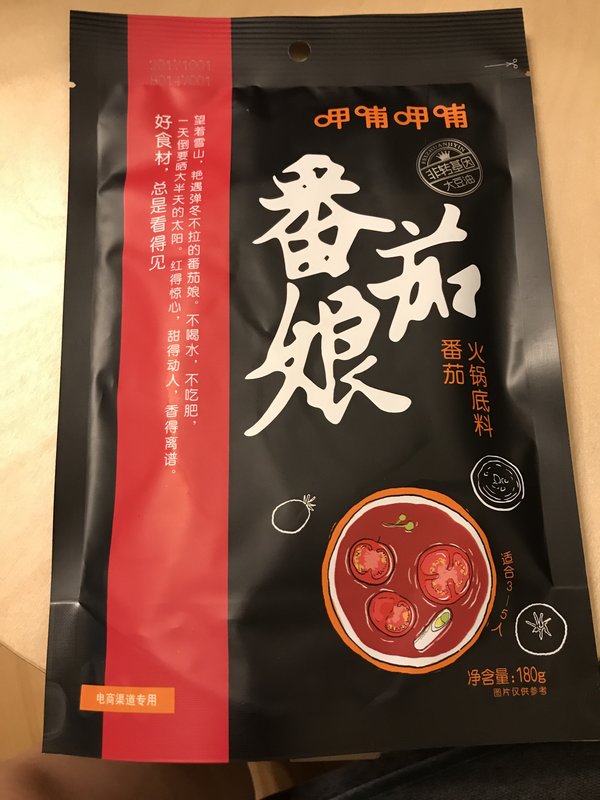 呷哺呷哺
FEIZHUANJIYIN
非转基因
大豆油
番茄娘
番茄
火锅底料
望着雪山，艳遇弹冬不拉的番茄娘。不喝水，不吃肥，
一天倒要晒大半天的太阳。红得惊心，甜得动人，香得离谱。
好食材，总是看得见
适合3-5人
净含量:180g
图片仅供参考
电商渠道专用